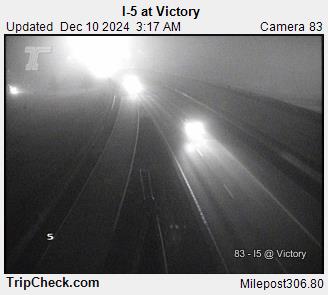 I-5 at Victory
Updated Dec 10 2024 3:17 AM Camera 83
T
S
83 - I5 @ Victory
TripCheck.com Milepost306.80